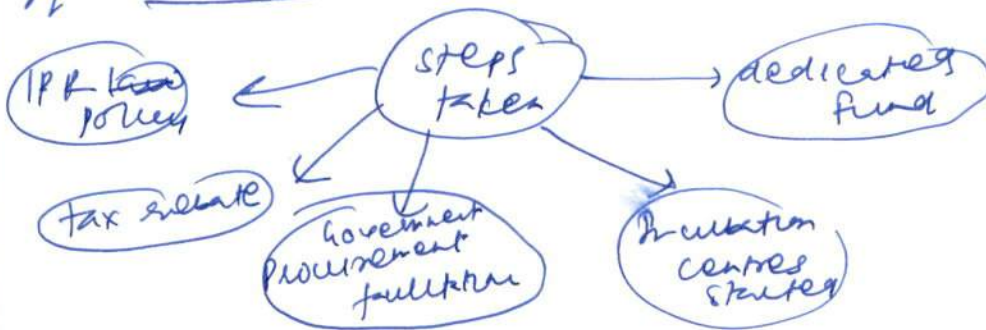 steps
taken
IPR
policy
dedicated
fund
tax rebate
Government
Procurement
facilitation
Incubation
centres
started